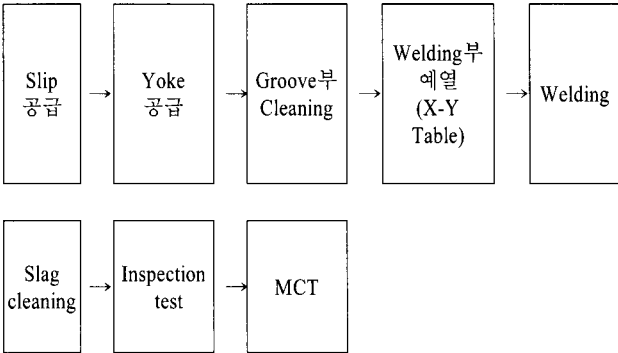 Slip
공급
Yoke
공급
Groove부
Cleaning
Welding부
예열
(X-Y
Table)
Welding
Slag
cleaning
Inspection
test
MCT